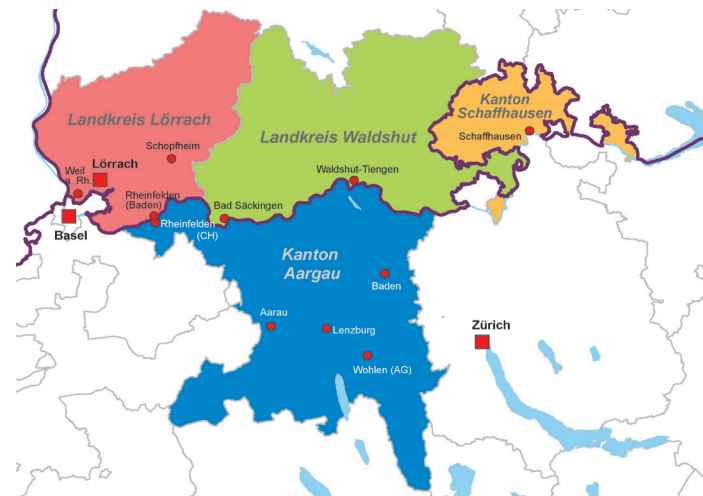 Kanton
Schaffhausen
Landkreis Lörrach
Landkreis Waldshut
Schaffhausen
Schopfheim
Lörrach
Weil
a. Rh.
Waldshut-Tiengen
Rheinfelden
(Baden)
Bad Säckingen
Basel
Rheinfelden
(CH)
Kanton
Aargau
Baden
Aarau
Lenzburg
Zürich
Wohlen (AG)